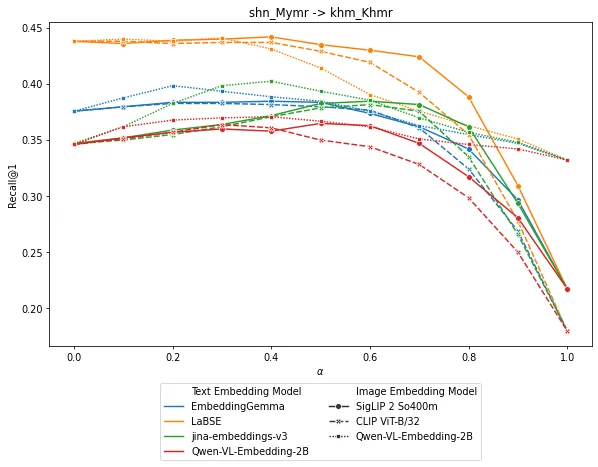 shn_Mymr -> khm_Khmr
Recall@1
0.45
0.40
0.35
0.30
0.25
0.20
0.0 0.2 0.4 0.6 0.8 1.0
α
Text Embedding Model
EmbeddingGemma
LaBSE
jina-embeddings-v3
Qwen-VL-Embedding-2B
Image Embedding Model
SigLIP 2 So400m
CLIP ViT-B/32
Qwen-VL-Embedding-2B